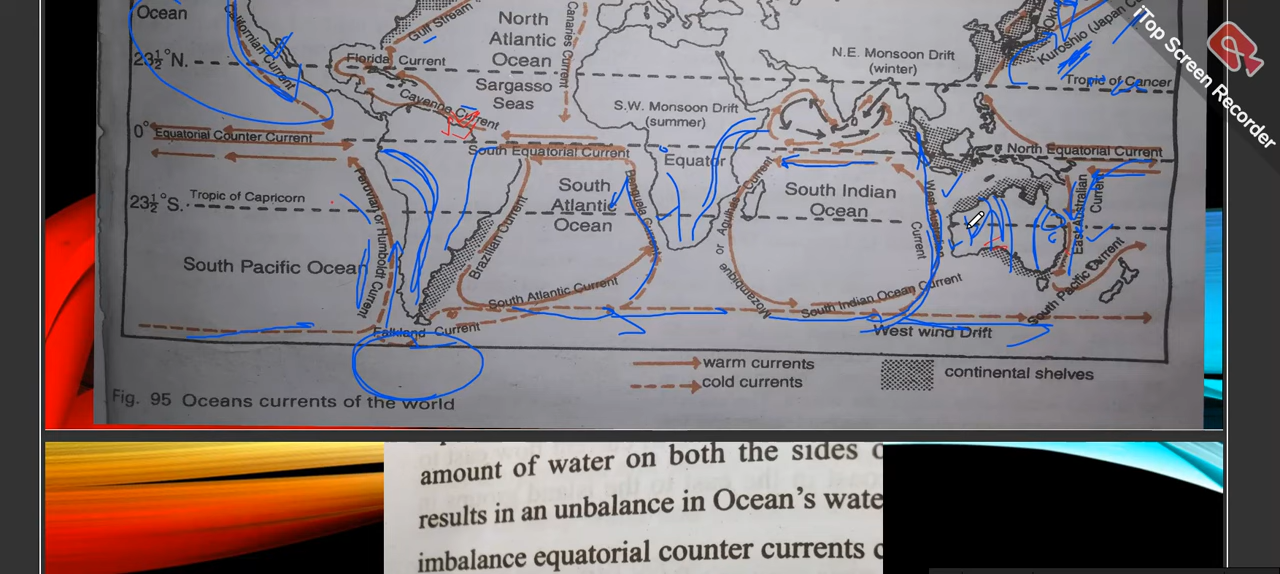 Ocean
Californian Current
23½°N.
Gulf Stream
Florida Current
North
Atlantic
Ocean
Canaries Current
Sargasso
Seas
Cayenne Current
0°
Equatorial Counter Current
South Equatorial Current
S.W. Monsoon Drift
(summer)
N.E. Monsoon Drift
(winter)
Kuroshio (Japan C
Tropic of Cancer
iTop Screen Recorder
Equator
North Equatorial Current
23½°S.
Tropic of Capricorn
Peruvian or Humboldt Current
South Pacific Ocean
Brazilian Current
South
Atlantic
Ocean
Benguela Current
South Atlantic Current
Mozambique or Agulhas Current
South Indian
Ocean
West Australian
Current
South Indian Ocean Current
East Australian
Current
South Pacific Current
Falkland Current
West wind Drift
warm currents
cold currents
continental shelves
Fig. 95 Oceans currents of the world
amount of water on both the sides
results in an unbalance in Ocean's wate
imbalance equatorial counter currents